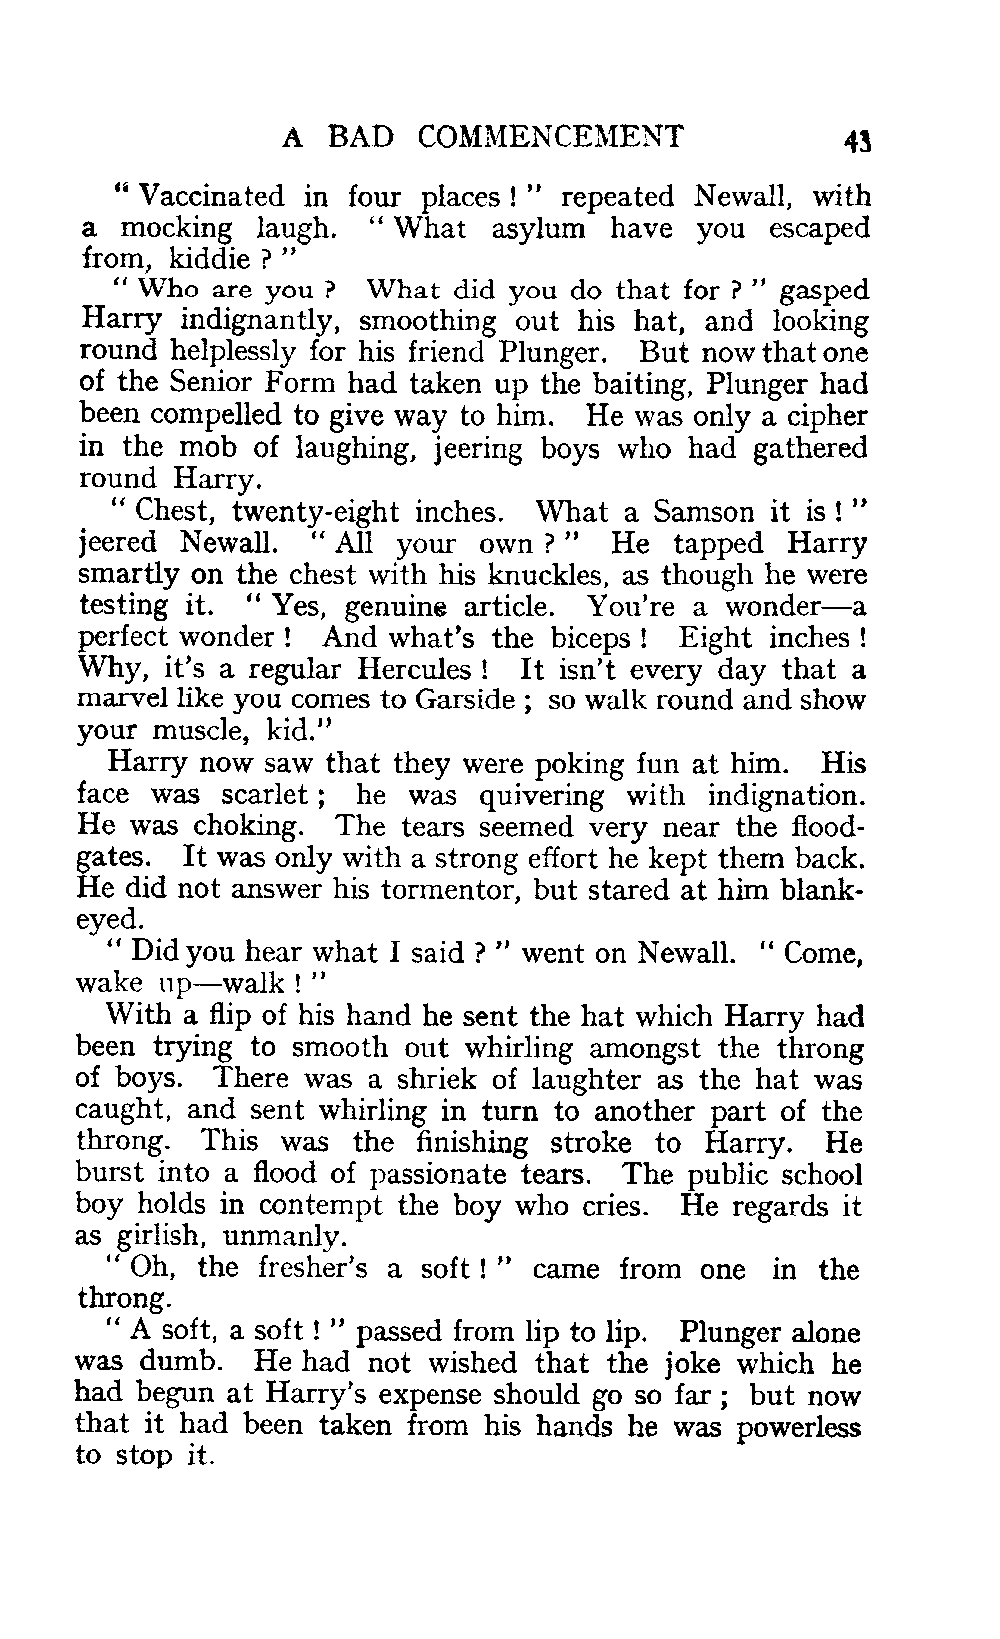 A BAD COMMENCEMENT 43
“ Vaccinated in four places ! ” repeated Newall, with
a mocking laugh. “ What asylum have you escaped
from, kiddie ? ”
“ Who are you ? What did you do that for ? ” gasped
Harry indignantly, smoothing out his hat, and looking
round helplessly for his friend Plunger. But now that one
of the Senior Form had taken up the baiting, Plunger had
been compelled to give way to him. He was only a cipher
in the mob of laughing, jeering boys who had gathered
round Harry.
“ Chest, twenty-eight inches. What a Samson it is ! ”
jeered Newall. “ All your own ? ” He tapped Harry
smartly on the chest with his knuckles, as though he were
testing it. “ Yes, genuine article. You're a wonder—a
perfect wonder ! And what's the biceps ! Eight inches !
Why, it's a regular Hercules ! It isn't every day that a
marvel like you comes to Garside ; so walk round and show
your muscle, kid.”
Harry now saw that they were poking fun at him. His
face was scarlet ; he was quivering with indignation.
He was choking. The tears seemed very near the flood-
gates. It was only with a strong effort he kept them back.
He did not answer his tormentor, but stared at him blank-
eyed.
“ Did you hear what I said ? ” went on Newall. “ Come,
wake up—walk ! ”
With a flip of his hand he sent the hat which Harry had
been trying to smooth out whirling amongst the throng
of boys. There was a shriek of laughter as the hat was
caught, and sent whirling in turn to another part of the
throng. This was the finishing stroke to Harry. He
burst into a flood of passionate tears. The public school
boy holds in contempt the boy who cries. He regards it
as girlish, unmanly.
“ Oh, the fresher's a soft ! ” came from one in the
throng.
“ A soft, a soft ! ” passed from lip to lip. Plunger alone
was dumb. He had not wished that the joke which he
had begun at Harry's expense should go so far ; but now
that it had been taken from his hands he was powerless
to stop it.